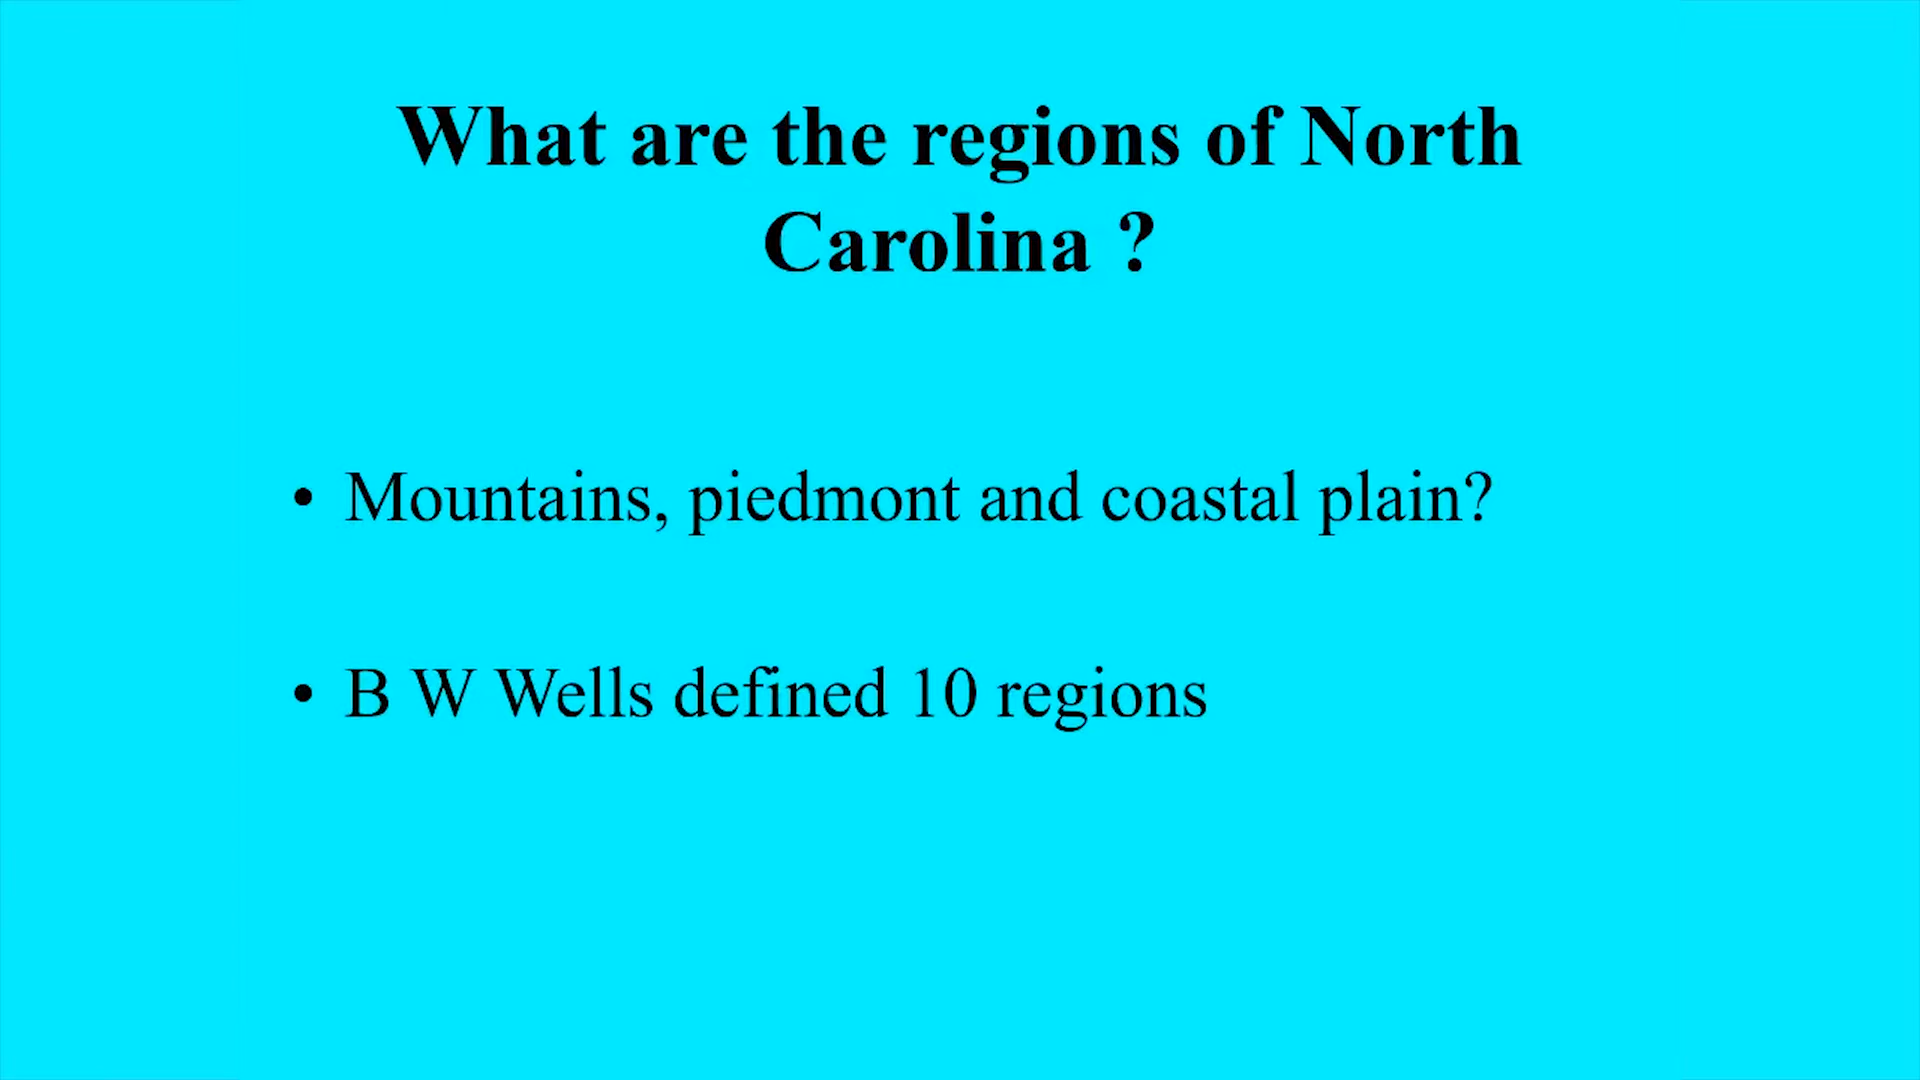 What are the regions of North
Carolina ?
• Mountains, piedmont and coastal plain?
• B W Wells defined 10 regions